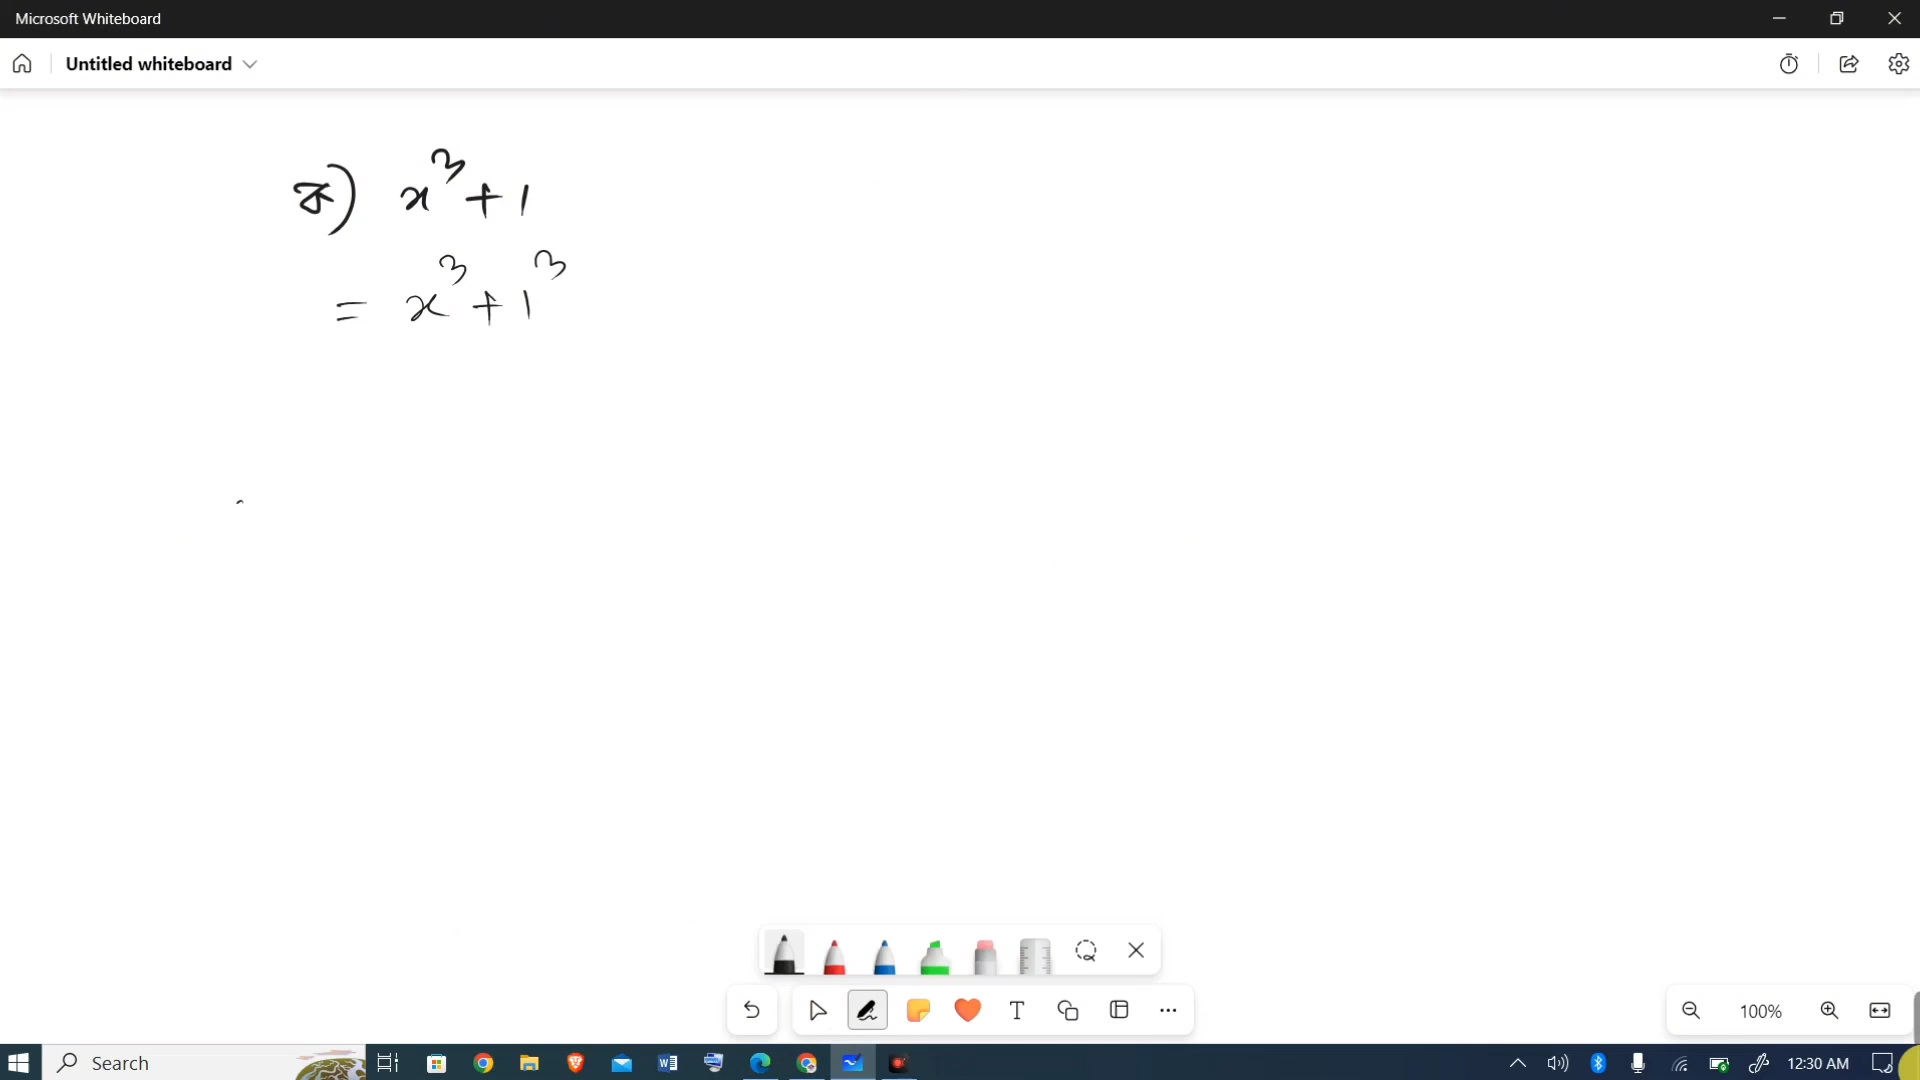 Microsoft Whiteboard
Untitled whiteboard
x³+1
= x³+1³
T
100%
Search
12:30 AM